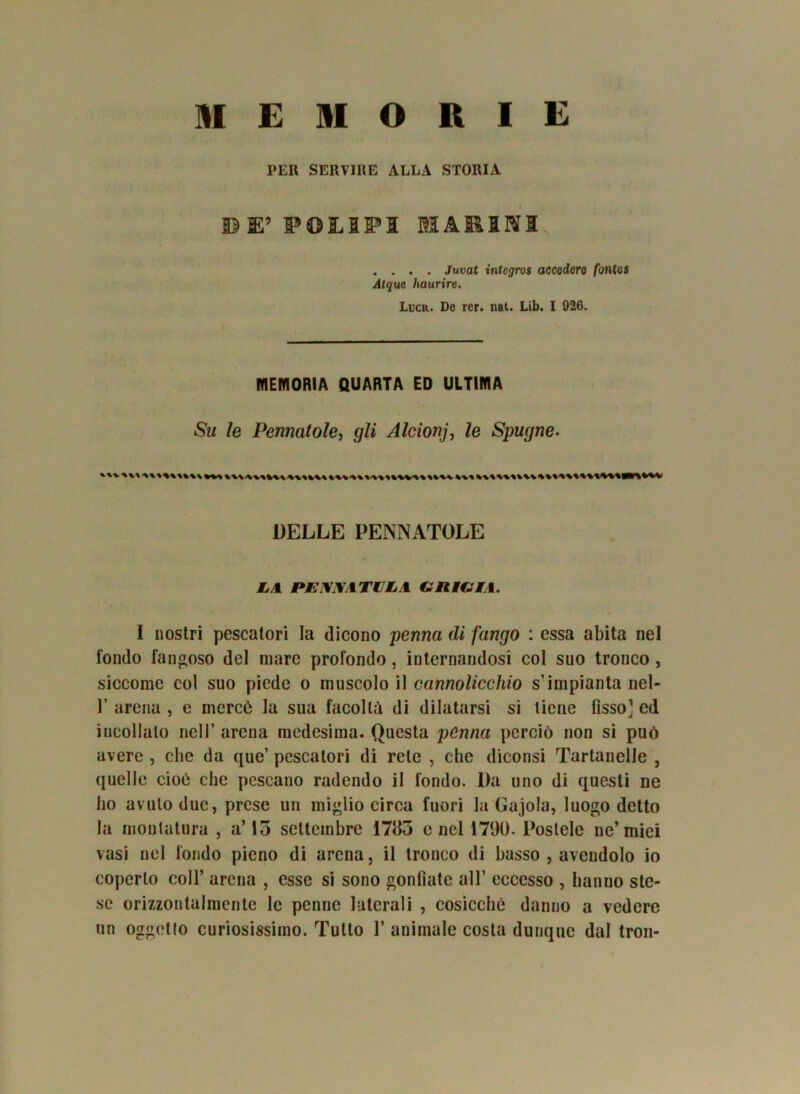 MEMORIE
PER SERVIRE ALLA STORIA
DE' POLIPI MARINI
. . . . Juvat integros accedere fontes
Atque haurire.
Lucr. De rer. nat. Lib. I 926.
MEMORIA QUARTA ED ULTIMA
Su le Pennatole, gli Alcionj, le Spugne.
DELLE PENNATOLE
LA PENNATULA GRIGIA.
I nostri pescatori la dicono penna di fango : essa abita nel
fondo fangoso del mare profondo , internandosi col suo tronco ,
siccome col suo piede o muscolo il cannolicchio s'impianta nel-
l' arena , e mercè la sua facoltà di dilatarsi si tiene fisso] ed
incollato nell' arena medesima. Questa penna perciò non si può
avere , che da que' pescatori di rete , che diconsi Tartanelle ,
quelle cioè che pescano radendo il fondo. Da uno di questi ne
ho avuto due, prese un miglio circa fuori la Gajola, luogo detto
la montatura , a' 15 settembre 1785 e nel 1790. Postele ne' miei
vasi nel fondo pieno di arena, il tronco di basso , avendolo io
coperto coll' arena , esse si sono gonfiate all' eccesso , hanno ste-
se orizzontalmente le penne laterali , cosicchè danno a vedere
un oggetto curiosissimo. Tutto l' animale costa dunque dal tron-